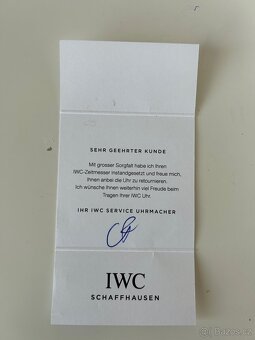 SEHR GEEHRTER KUNDE
Mit grosser Sorgfalt habe ich Ihren
IWC-Zeitmesser instandgesetzt und freue mich,
Ihnen anbei die Uhr zu retournieren.
Ich wünsche Ihnen weiterhin viel Freude beim
Tragen Ihrer IWC Uhr.
IHR IWC SERVICE UHRMACHER
IWC
SCHAFFHAUSEN